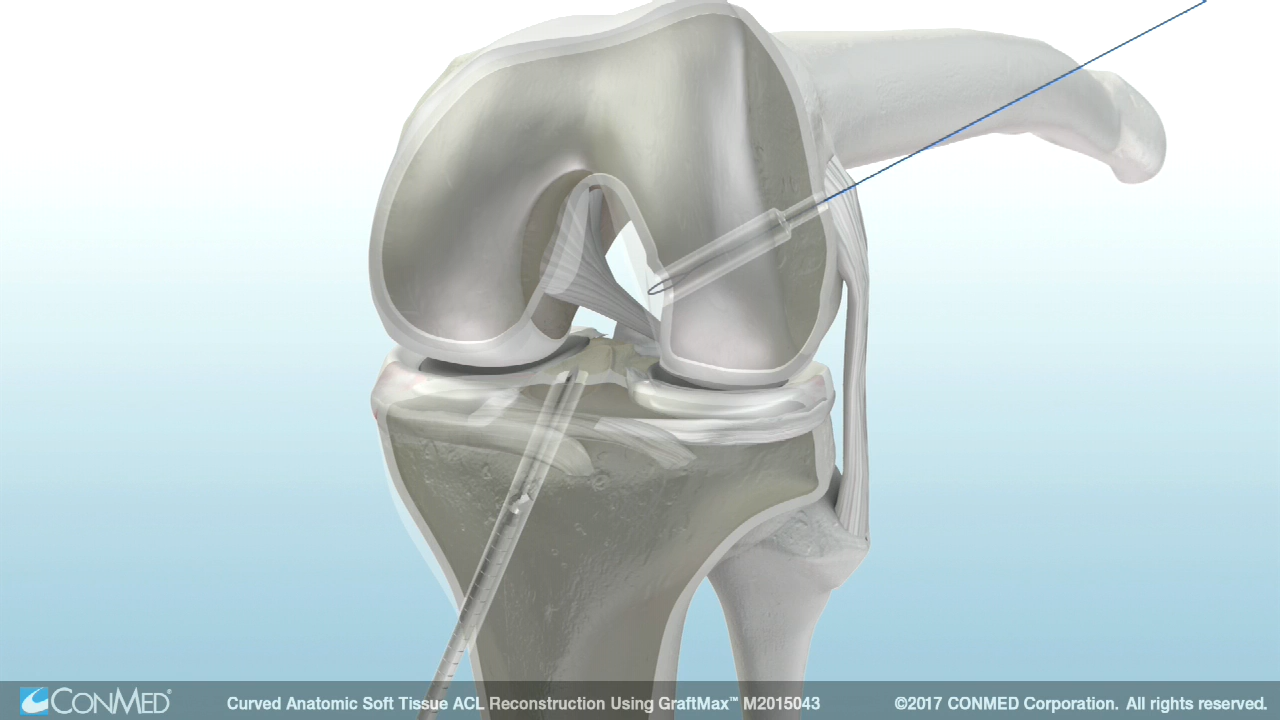 CONMED® Curved Anatomic Soft Tissue ACL Reconstruction Using GraftMax™ M2015043 ©2017 CONMED Corporation. All rights reserved.